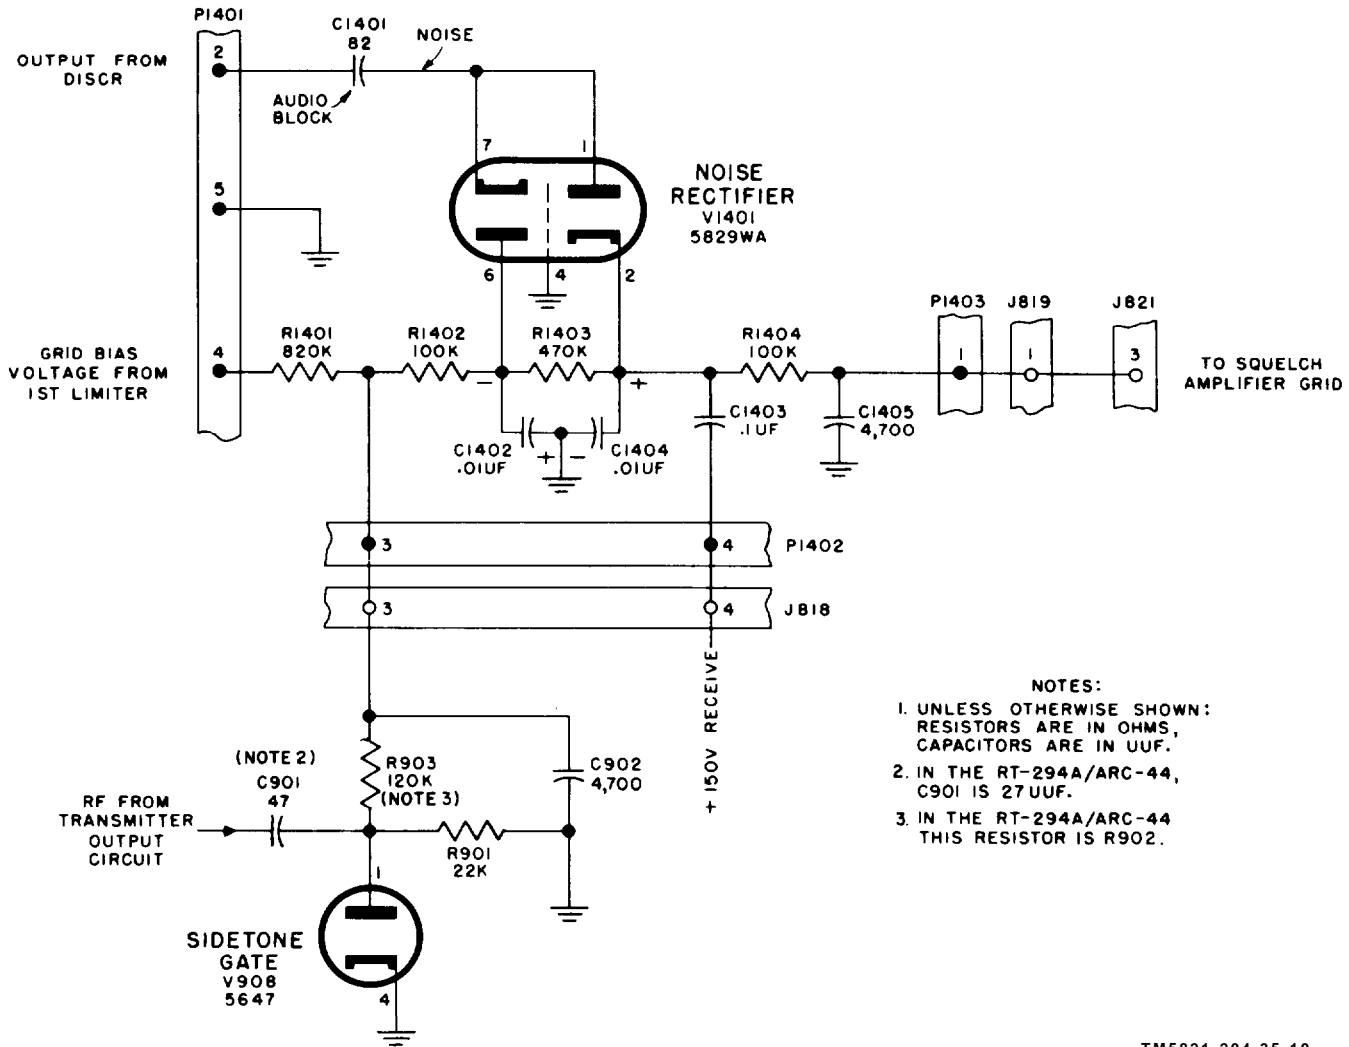 P1401
C1401
82
NOISE
2
OUTPUT FROM
DISCR
AUDIO
BLOCK
7
1
NOISE
RECTIFIER
V1401
5829WA
5
6
4
2
P1403
J819
J821
GRID BIAS
VOLTAGE FROM
1ST LIMITER
4
R1401
820K
R1402
100K
R1403
470K
R1404
100K
1
1
3
TO SQUELCH
AMPLIFIER GRID
−
+
C1402
.01UF
+
−
C1404
.01UF
C1403
.1UF
C1405
4,700
3
4
P1402
3
4
J818
+150V RECEIVE
NOTES:
1. UNLESS OTHERWISE SHOWN:
RESISTORS ARE IN OHMS,
CAPACITORS ARE IN UUF.
2. IN THE RT-294A/ARC-44,
C901 IS 27UUF.
3. IN THE RT-294A/ARC-44
THIS RESISTOR IS R902.
(NOTE 2)
C901
47
R903
120K
(NOTE 3)
C902
4,700
RF FROM
TRANSMITTER
OUTPUT
CIRCUIT
R901
22K
1
SIDETONE
GATE
V908
5647
4